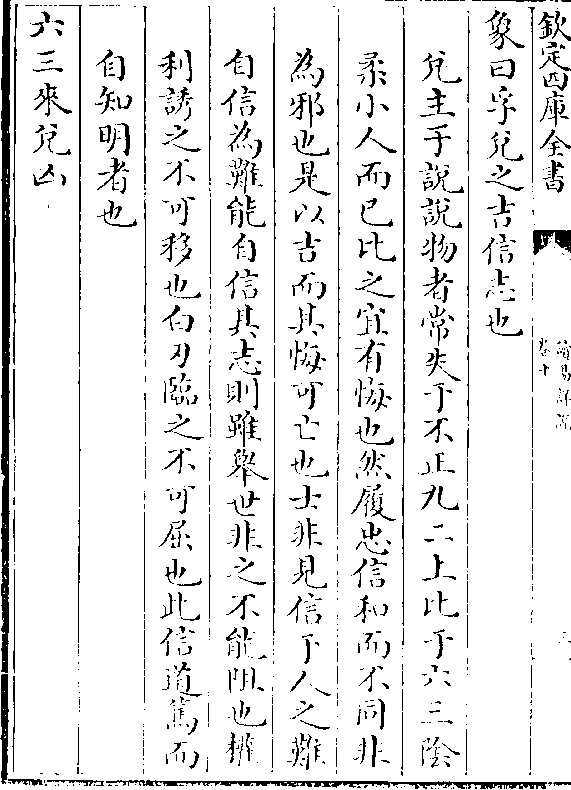 欽定四庫全書
讀易詳說
卷十
象曰孚兌之吉信志也
兌主于說說物者常失于不正九二上比于六三陰
柔小人而已比之宜有悔也然履忠信和而不同非
為邪也是以吉而其悔可亡也士非見信于人之難
自信為難能自信其志則雖舉世非之不能阻也權
利誘之不可移也白刃臨之不可屈也此信道篤而
自知明者也
六三來兌凶